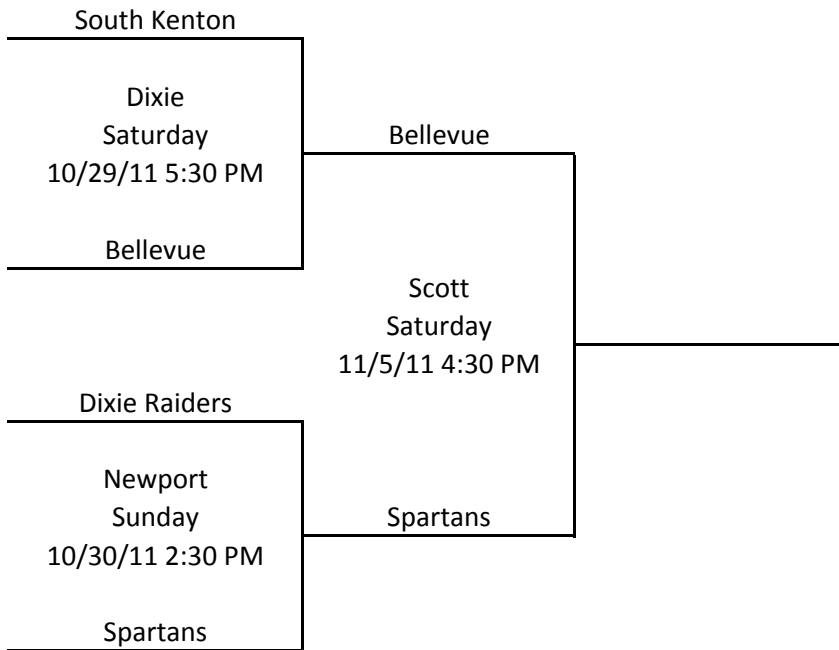 South Kenton
Dixie
Saturday
10/29/11 5:30 PM
Bellevue
Bellevue
Scott
Saturday
11/5/11 4:30 PM
Dixie Raiders
Newport
Sunday
10/30/11 2:30 PM
Spartans
Spartans